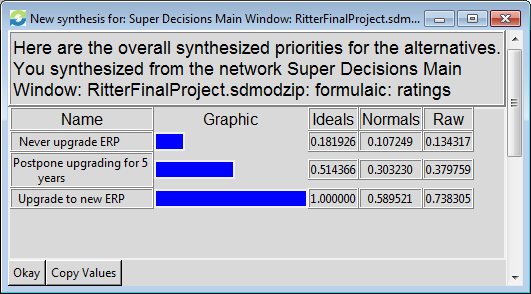 New synthesis for: Super Decisions Main Window: RitterFinalProject.sdm...
Here are the overall synthesized priorities for the alternatives.
You synthesized from the network Super Decisions Main
Window: RitterFinalProject.sdmodzip: formulaic: ratings
Name Graphic Ideals Normals Raw
Never upgrade ERP 0.181926 0.107249 0.134317
Postpone upgrading for 5
years 0.514366 0.303230 0.379759
Upgrade to new ERP 1.000000 0.589521 0.738305
Okay Copy Values